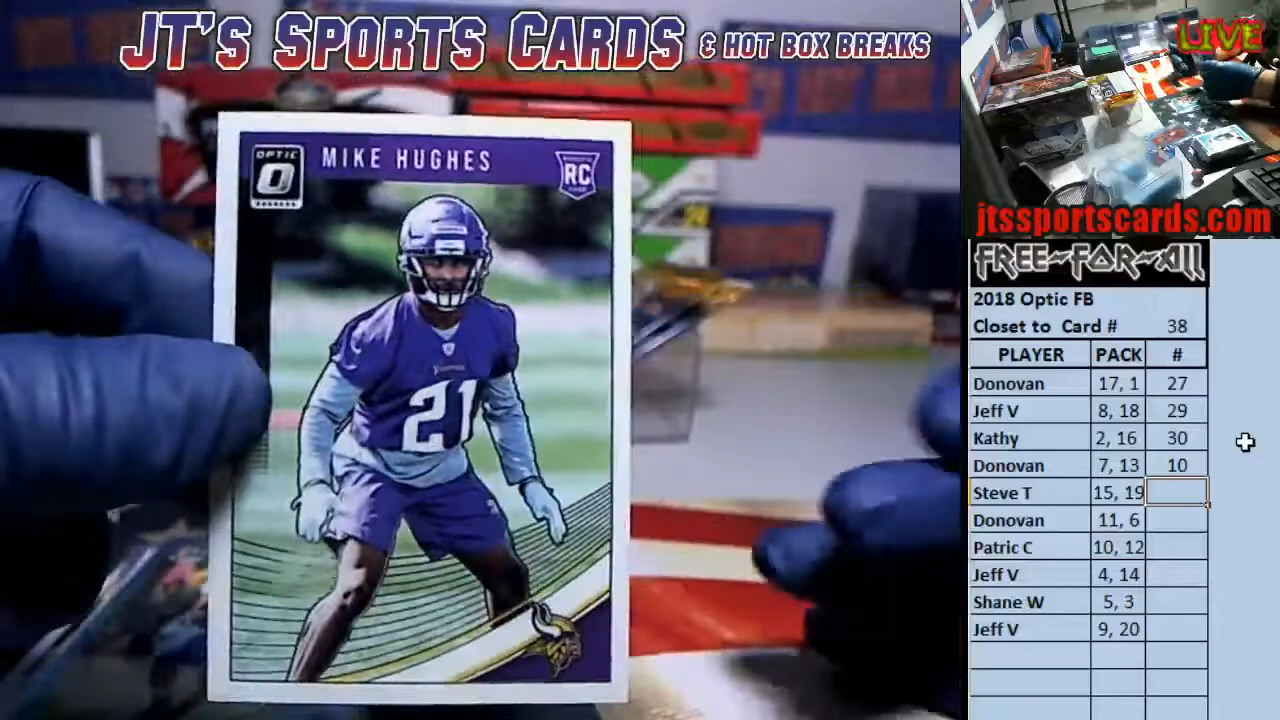 JT's Sports Cards & Hot Box Breaks
LIVE
OPTIC
O
MIKE HUGHES
RC
21
jtssportscards.com
FREE-FOR-ALL
2018 Optic FB
Closet to Card # 38
PLAYER PACK #
Donovan 17, 1 27
Jeff V 8, 18 29
Kathy 2, 16 30
Donovan 7, 13 10
Steve T 15, 19
Donovan 11, 6
Patric C 10, 12
Jeff V 4, 14
Shane W 5, 3
Jeff V 9, 20